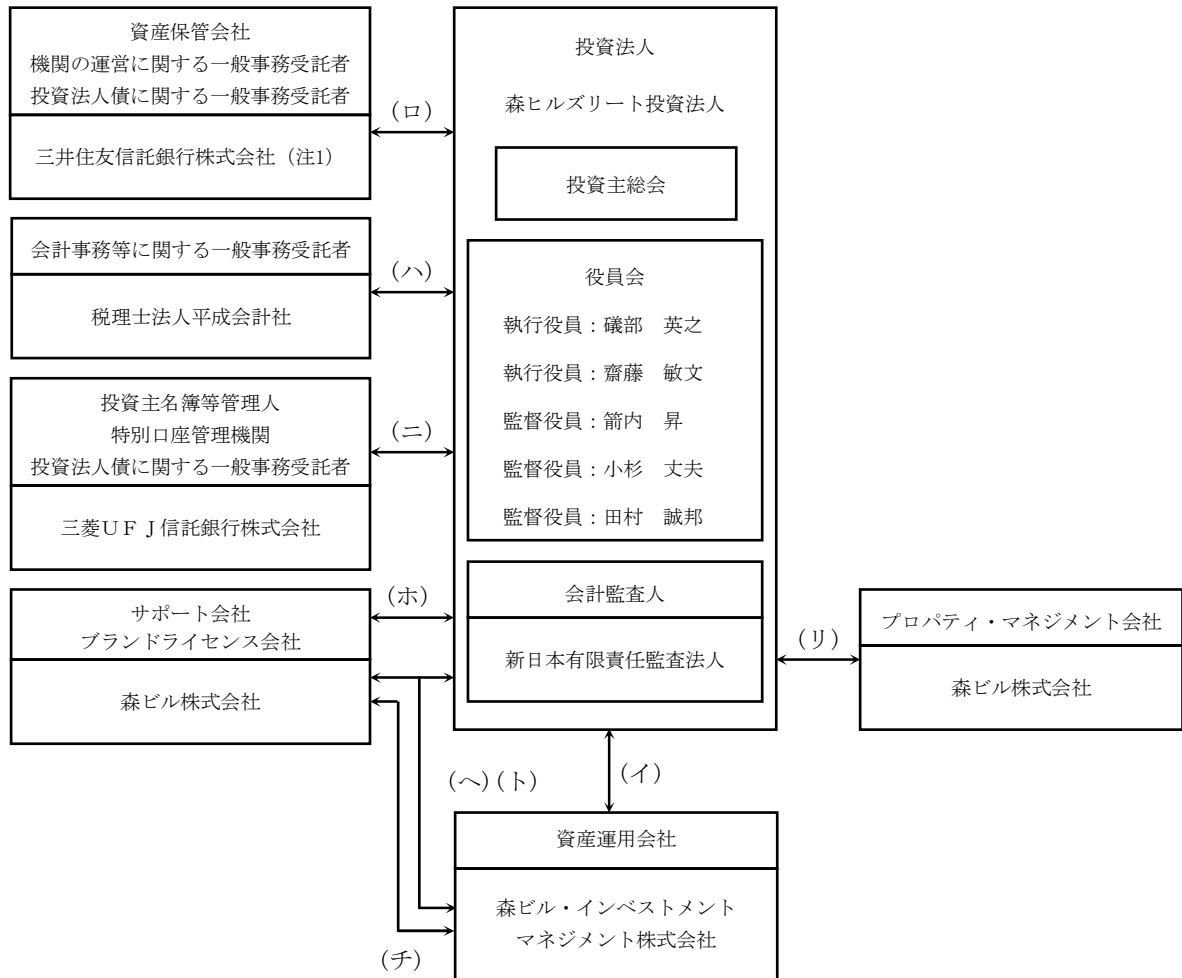 資産保管会社
機関の運営に関する一般事務受託者
投資法人債に関する一般事務受託者
三井住友信託銀行株式会社（注1）
（ロ）
会計事務等に関する一般事務受託者
税理士法人平成会計社
（ハ）
投資主名簿等管理人
特別口座管理機関
投資法人債に関する一般事務受託者
三菱ＵＦＪ信託銀行株式会社
（ニ）
サポート会社
ブランドライセンス会社
森ビル株式会社
（ホ）
投資法人
森ヒルズリート投資法人
投資主総会
役員会
執行役員：礒部　英之
執行役員：齋藤　敏文
監督役員：箭内　昇
監督役員：小杉　丈夫
監督役員：田村　誠邦
会計監査人
新日本有限責任監査法人
（リ）
プロパティ・マネジメント会社
森ビル株式会社
（ヘ）（ト）
（イ）
資産運用会社
森ビル・インベストメント
マネジメント株式会社
（チ）